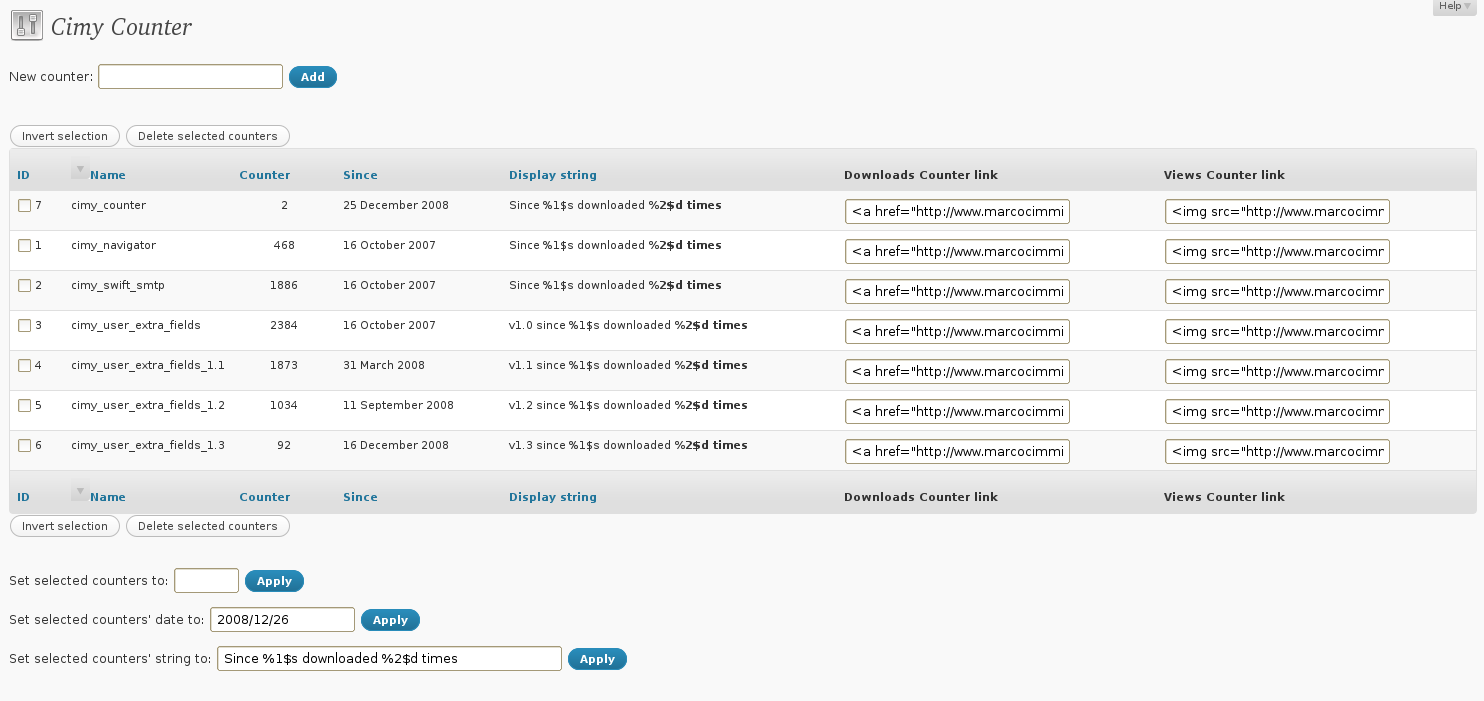 Help
Cimy Counter
New counter: Add
Invert selection Delete selected counters
ID Name Counter Since Display string Downloads Counter link Views Counter link
7 cimy_counter 2 25 December 2008 Since %1$s downloaded %2$d times <a href="http://www.marcocimmi <img src="http://www.marcocimr
1 cimy_navigator 468 16 October 2007 Since %1$s downloaded %2$d times <a href="http://www.marcocimmi <img src="http://www.marcocimr
2 cimy_swift_smtp 1886 16 October 2007 Since %1$s downloaded %2$d times <a href="http://www.marcocimmi <img src="http://www.marcocimr
3 cimy_user_extra_fields 2384 16 October 2007 v1.0 since %1$s downloaded %2$d times <a href="http://www.marcocimmi <img src="http://www.marcocimr
4 cimy_user_extra_fields_1.1 1873 31 March 2008 v1.1 since %1$s downloaded %2$d times <a href="http://www.marcocimmi <img src="http://www.marcocimr
5 cimy_user_extra_fields_1.2 1034 11 September 2008 v1.2 since %1$s downloaded %2$d times <a href="http://www.marcocimmi <img src="http://www.marcocimr
6 cimy_user_extra_fields_1.3 92 16 December 2008 v1.3 since %1$s downloaded %2$d times <a href="http://www.marcocimmi <img src="http://www.marcocimr
ID Name Counter Since Display string Downloads Counter link Views Counter link
Invert selection Delete selected counters
Set selected counters to: Apply
Set selected counters' date to: 2008/12/26 Apply
Set selected counters' string to: Since %1$s downloaded %2$d times Apply